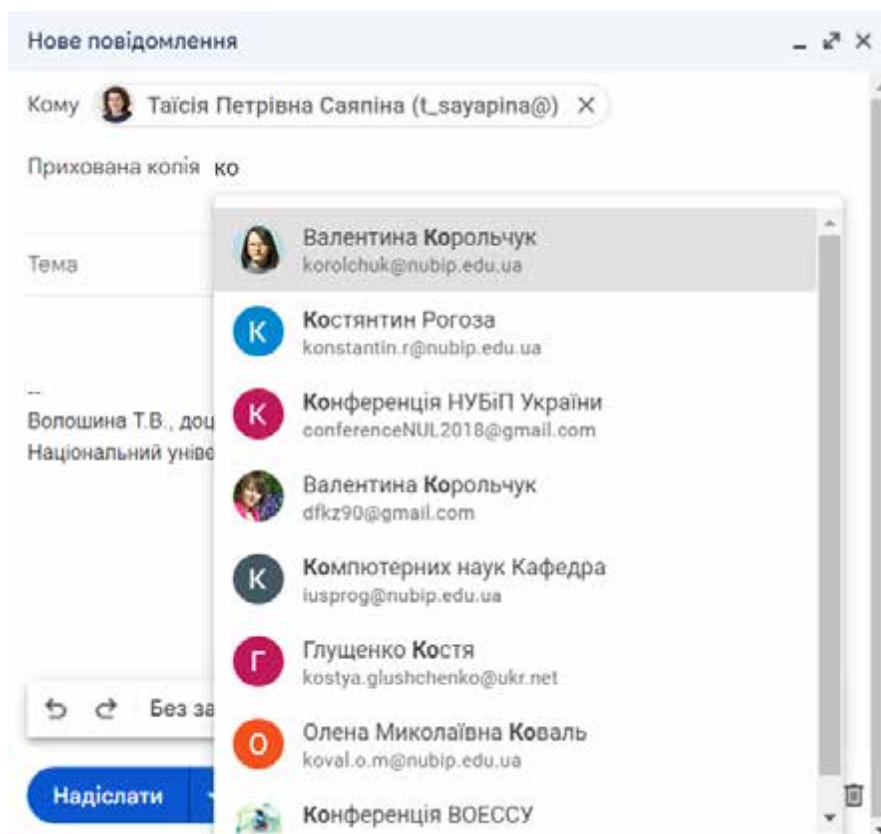 Нове повідомлення
Кому Таїсія Петрівна Саяпіна (t_sayapina@)
Прихована копія ко
Тема
Валентина Корольчук
korolchuk@nubip.edu.ua
К Костянтин Рогоза
konstantin.r@nubip.edu.ua
К Конференція НУБіП України
conferenceNUL2018@gmail.com
--
Волошина Т.В., доц
Національний уніве
Валентина Корольчук
dfkz90@gmail.com
К Компютерних наук Кафедра
iusprog@nubip.edu.ua
Г Глущенко Костя
kostya.glushchenko@ukr.net
Без за
О Олена Миколаївна Коваль
koval.o.m@nubip.edu.ua
Надіслати
Конференція ВОЕССУ